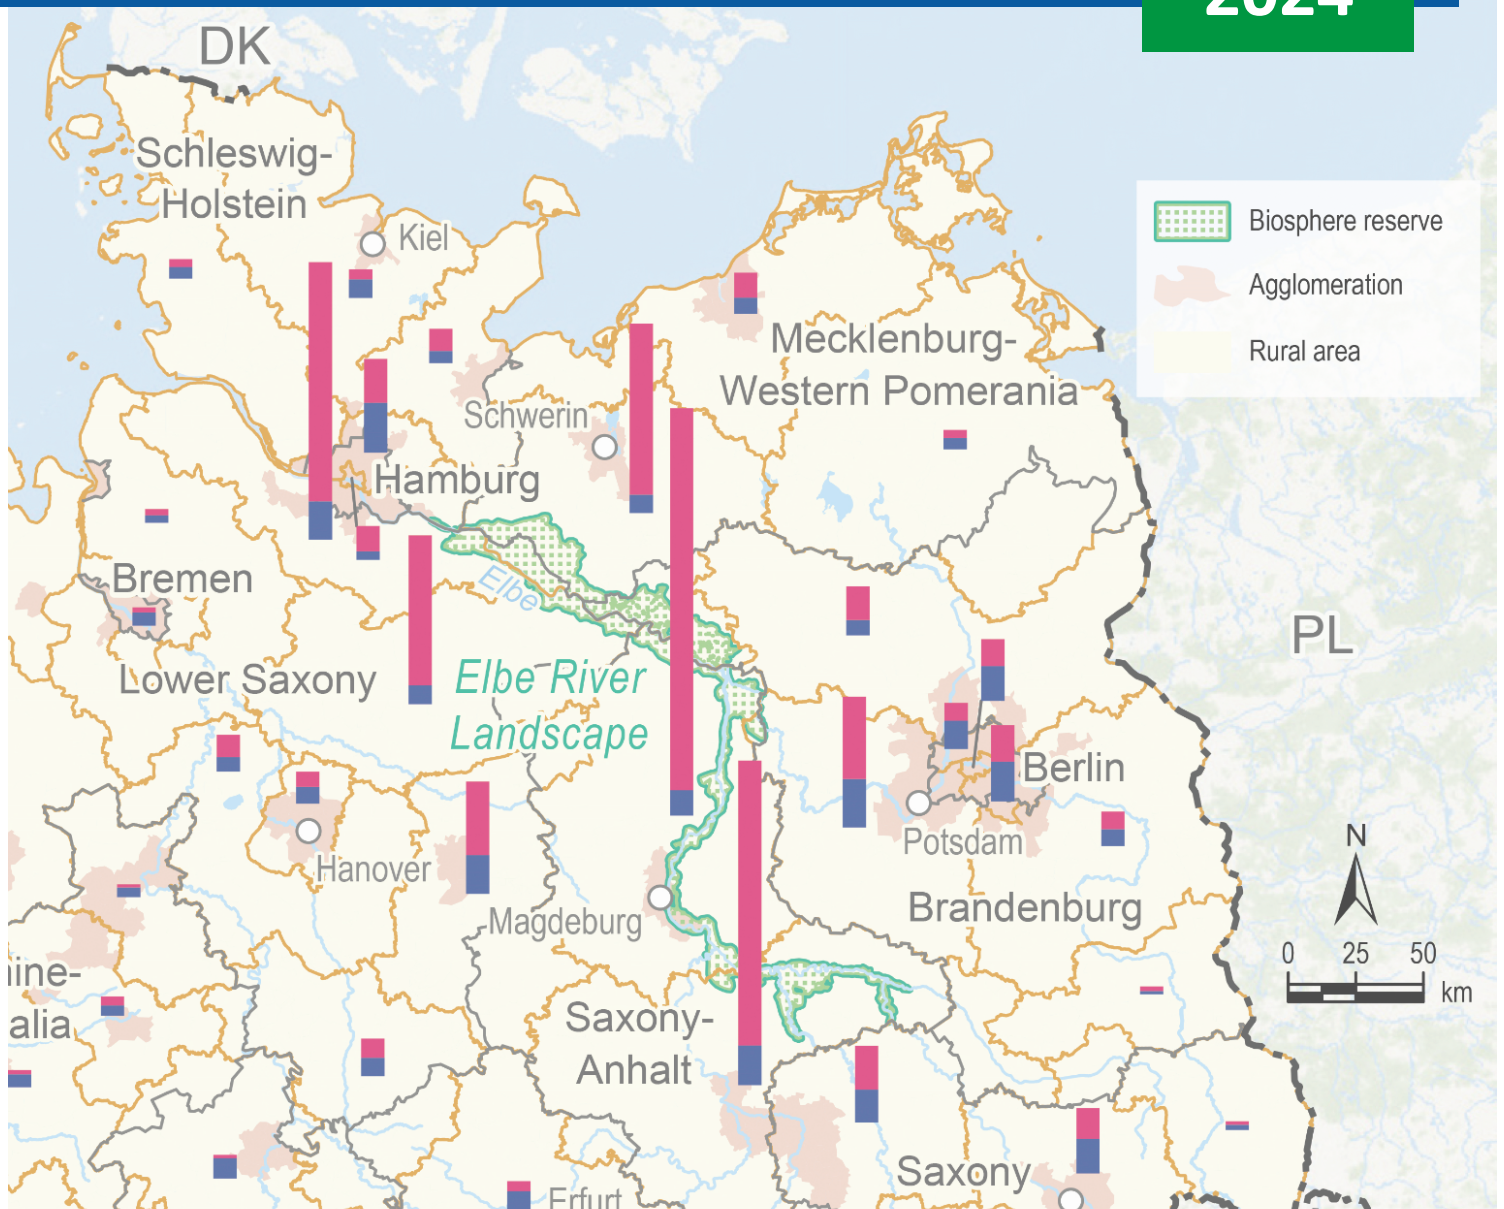 2024
DK
Schleswig-
Holstein
Kiel
Biosphere reserve
Agglomeration
Rural area
Mecklenburg-
Western Pomerania
Schwerin
Hamburg
Bremen
Elbe
PL
Lower Saxony
Elbe River
Landscape
Berlin
Potsdam
Hanover
Magdeburg
Brandenburg
N
0 25 50
km
ine-
alia
Saxony-
Anhalt
Saxony
Erfurt